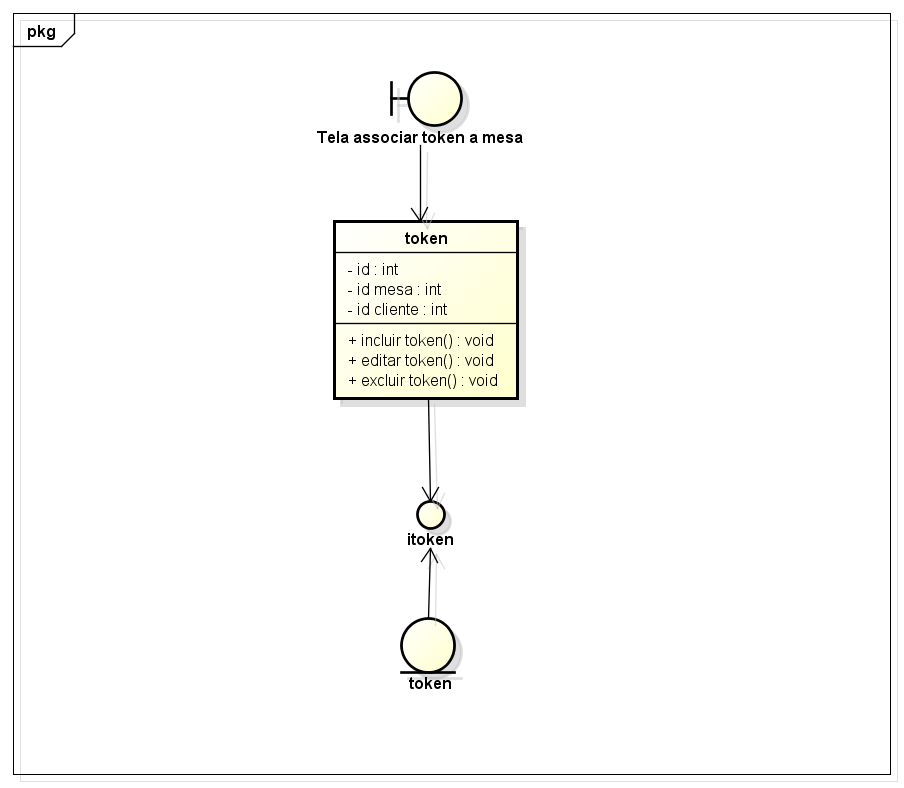 pkg
Tela associar token a mesa
token
- id : int
- id mesa : int
- id cliente : int
+ incluir token() : void
+ editar token() : void
+ excluir token() : void
itoken
token